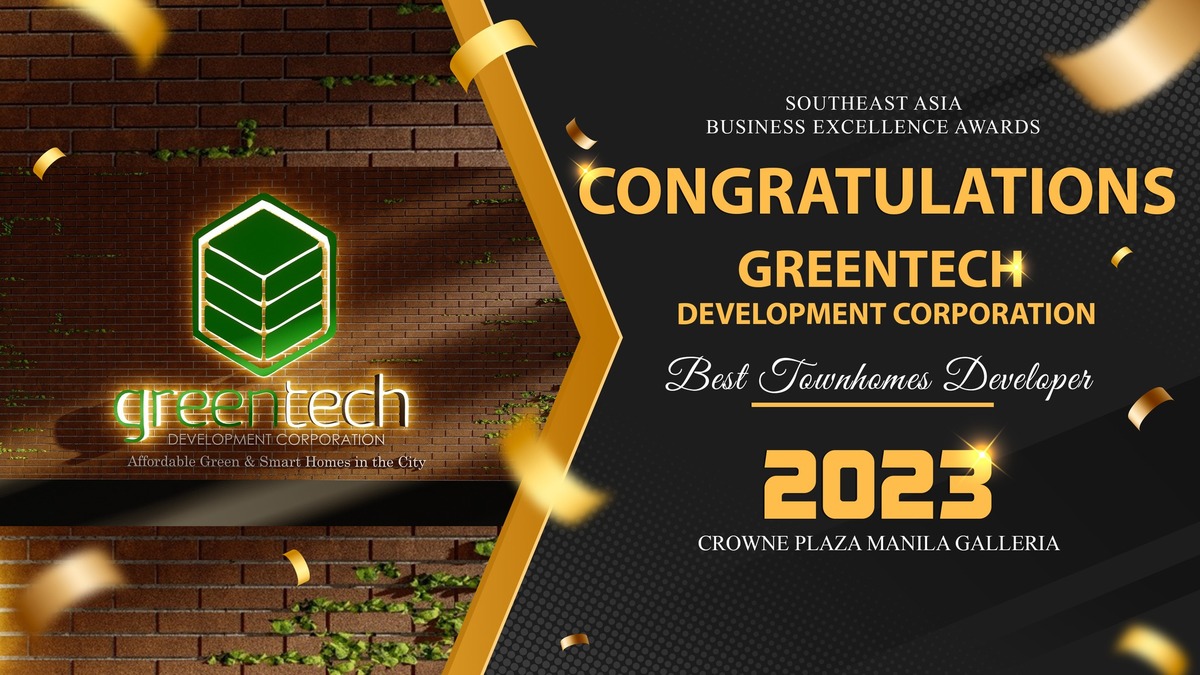 greentech
DEVELOPMENT CORPORATION
Affordable Green & Smart Homes in the City
SOUTHEAST ASIA
BUSINESS EXCELLENCE AWARDS
CONGRATULATIONS
GREENTECH
DEVELOPMENT CORPORATION
Best Townhomes Developer
2023
CROWNE PLAZA MANILA GALLERIA